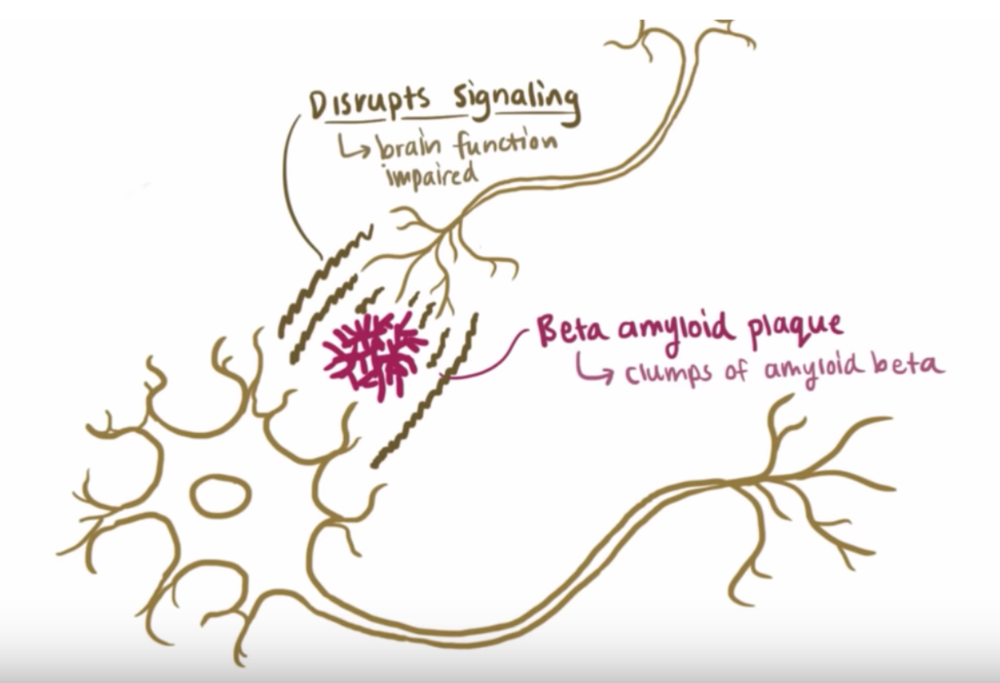 Disrupts signaling
↳ brain function
impaired
Beta amyloid plaque
↳ clumps of amyloid beta